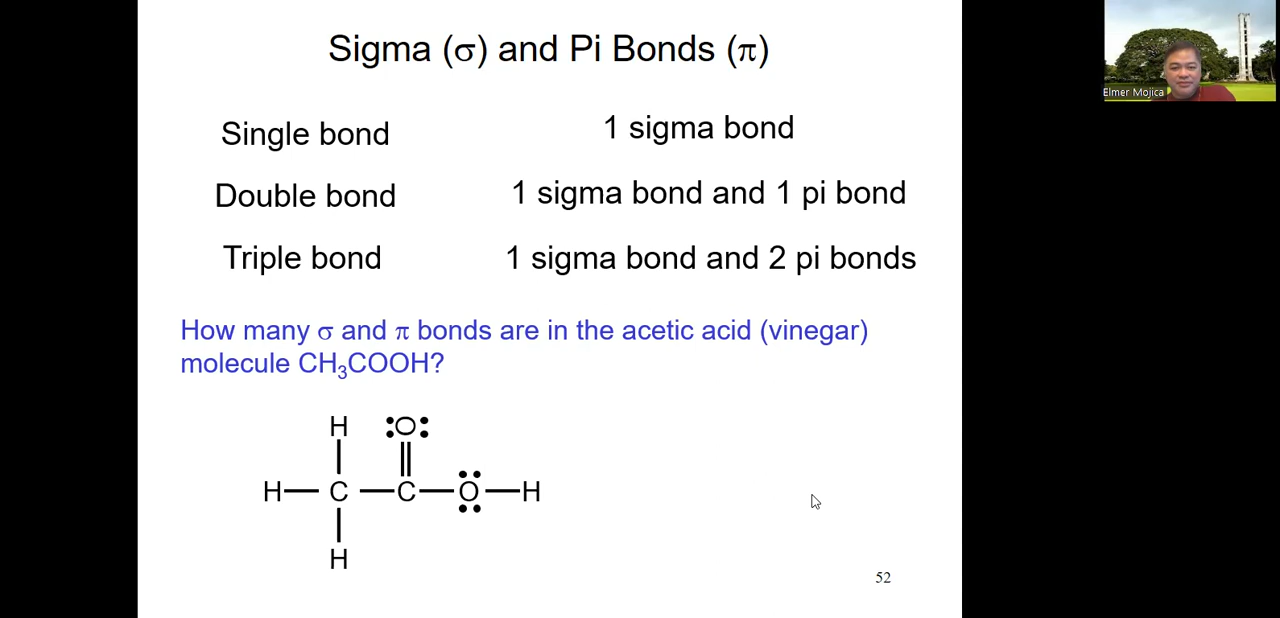 Sigma (σ) and Pi Bonds (π)
Single bond
1 sigma bond
Double bond
1 sigma bond and 1 pi bond
Triple bond
1 sigma bond and 2 pi bonds
How many σ and π bonds are in the acetic acid (vinegar)
molecule CH₃COOH?
H :O:
H C C O H
H
52
Elmer Mojica